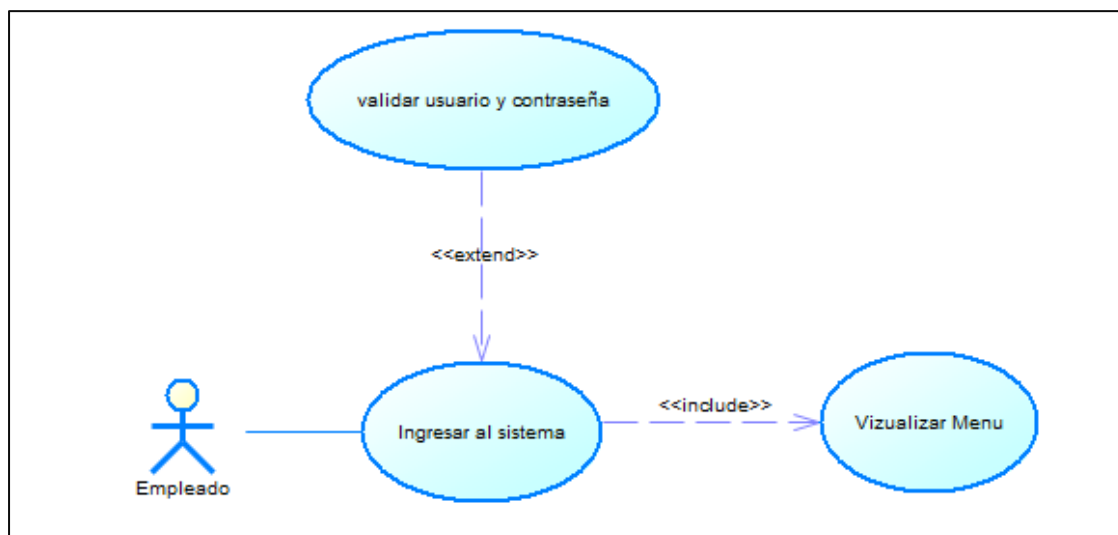 validar usuario y contraseña
<<extend>>
<<include>>
Ingresar al sistema
Vizualizar Menu
Empleado